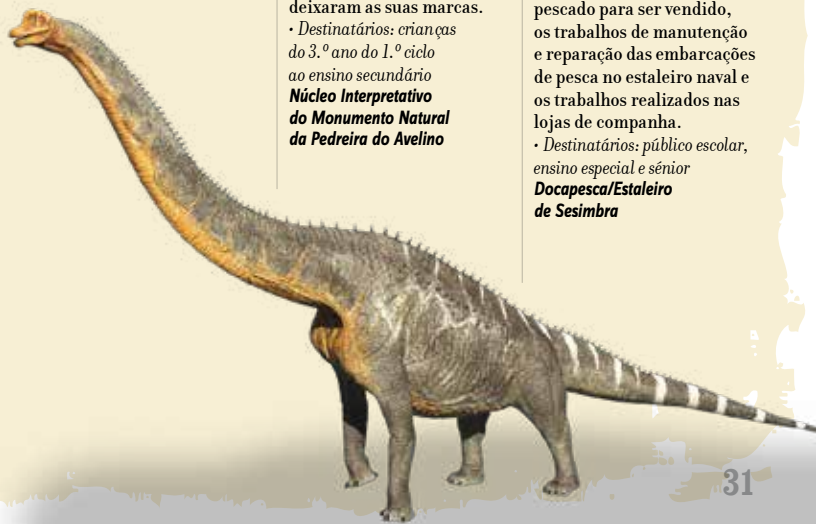 deixaram as suas marcas.
• Destinatários: crianças
do 3.º ano do 1.º ciclo
ao ensino secundário
Núcleo Interpretativo
do Monumento Natural
da Pedreira do Avelino
pescado para ser vendido,
os trabalhos de manutenção
e reparação das embarcações
de pesca no estaleiro naval e
os trabalhos realizados nas
lojas de companha.
• Destinatários: público escolar,
ensino especial e sénior
Docapesca/Estaleiro
de Sesimbra
31